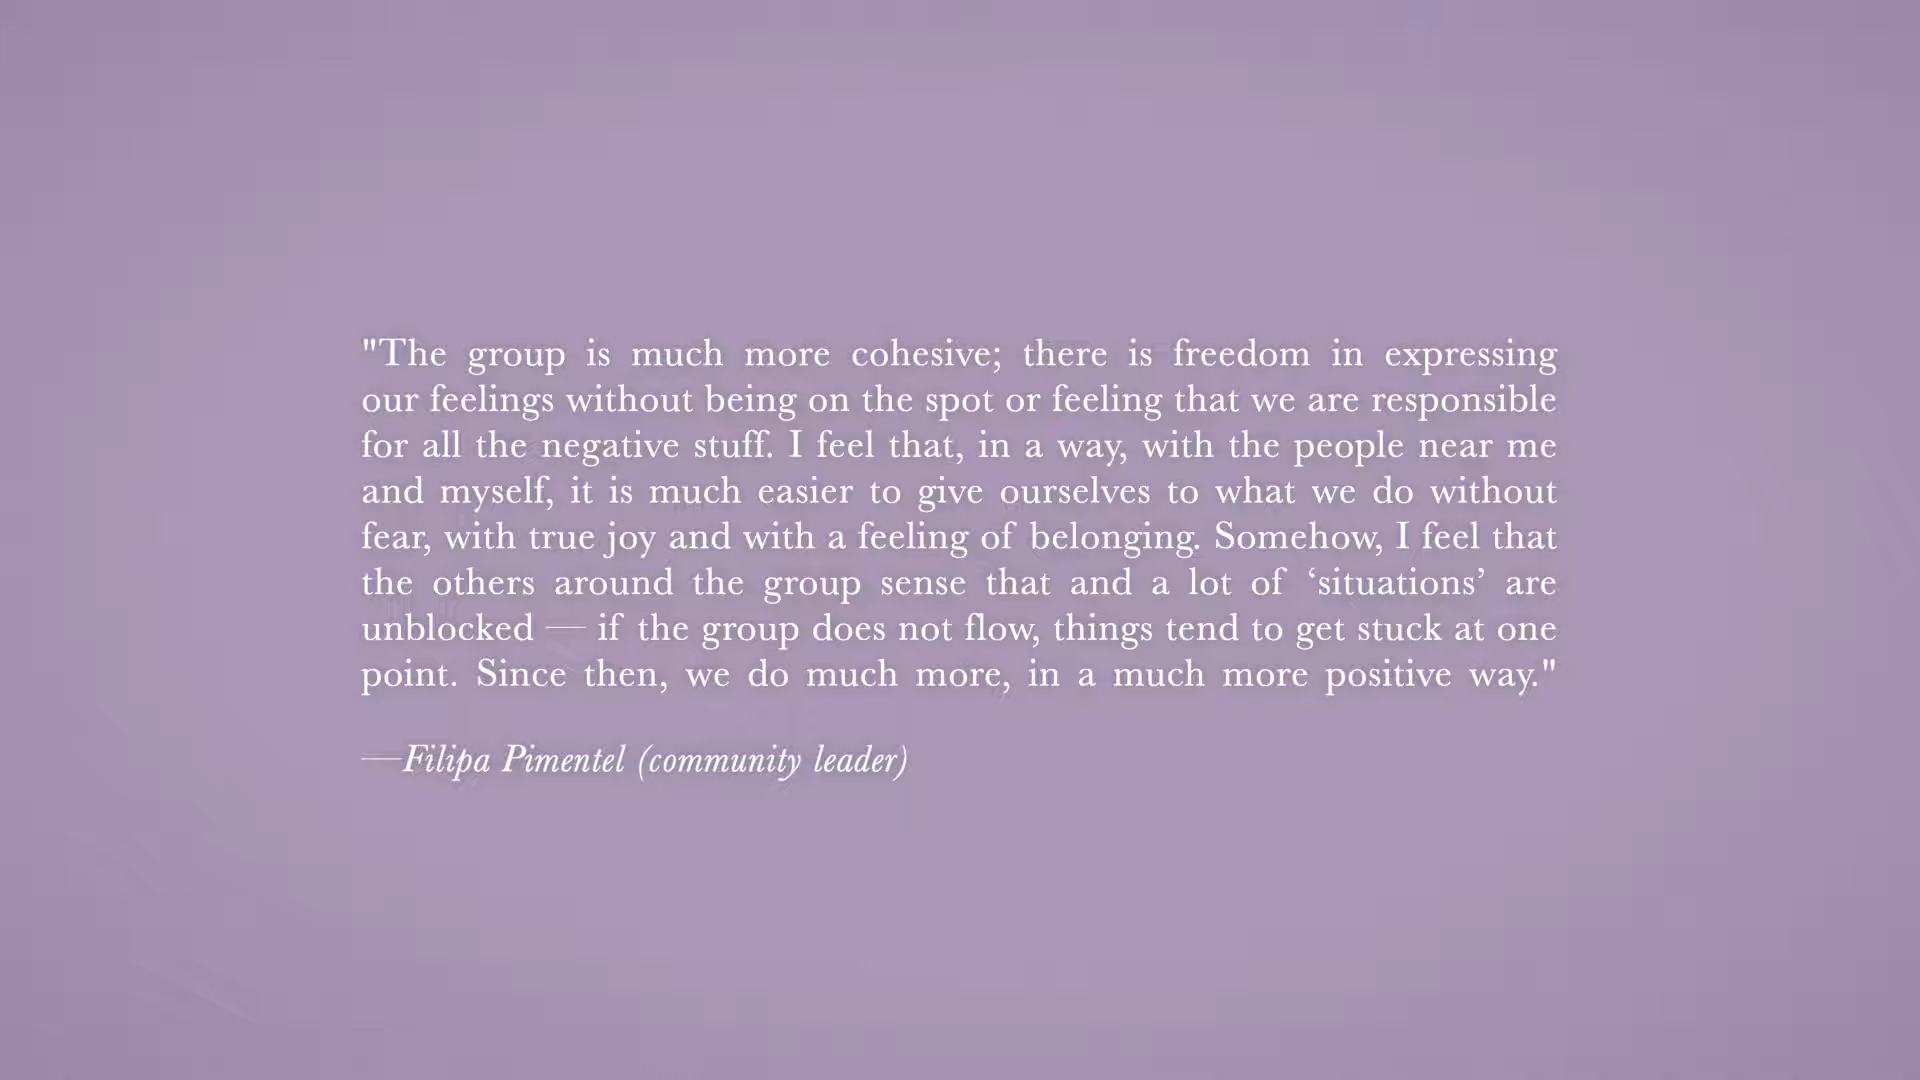 "The group is much more cohesive; there is freedom in expressing
our feelings without being on the spot or feeling that we are responsible
for all the negative stuff. I feel that, in a way, with the people near me
and myself, it is much easier to give ourselves to what we do without
fear, with true joy and with a feeling of belonging. Somehow, I feel that
the others around the group sense that and a lot of ‘situations’ are
unblocked — if the group does not flow, things tend to get stuck at one
point. Since then, we do much more, in a much more positive way."
—Filipa Pimentel (community leader)